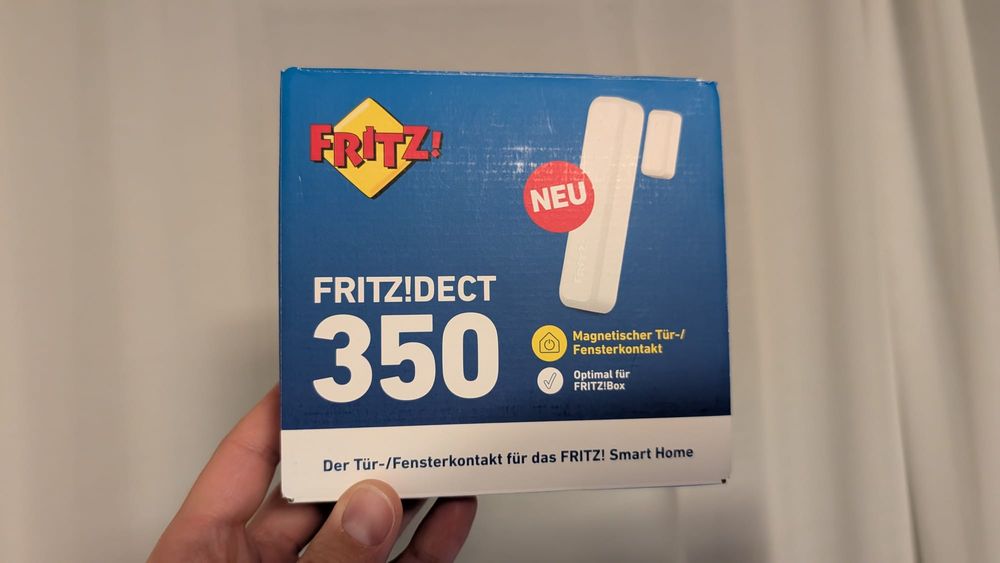 FRITZ!
NEU
FRITZ!DECT
350
Magnetischer Tür-/
Fensterkontakt
Optimal für
FRITZ!Box
Der Tür-/Fensterkontakt für das FRITZ! Smart Home
FRITZ!